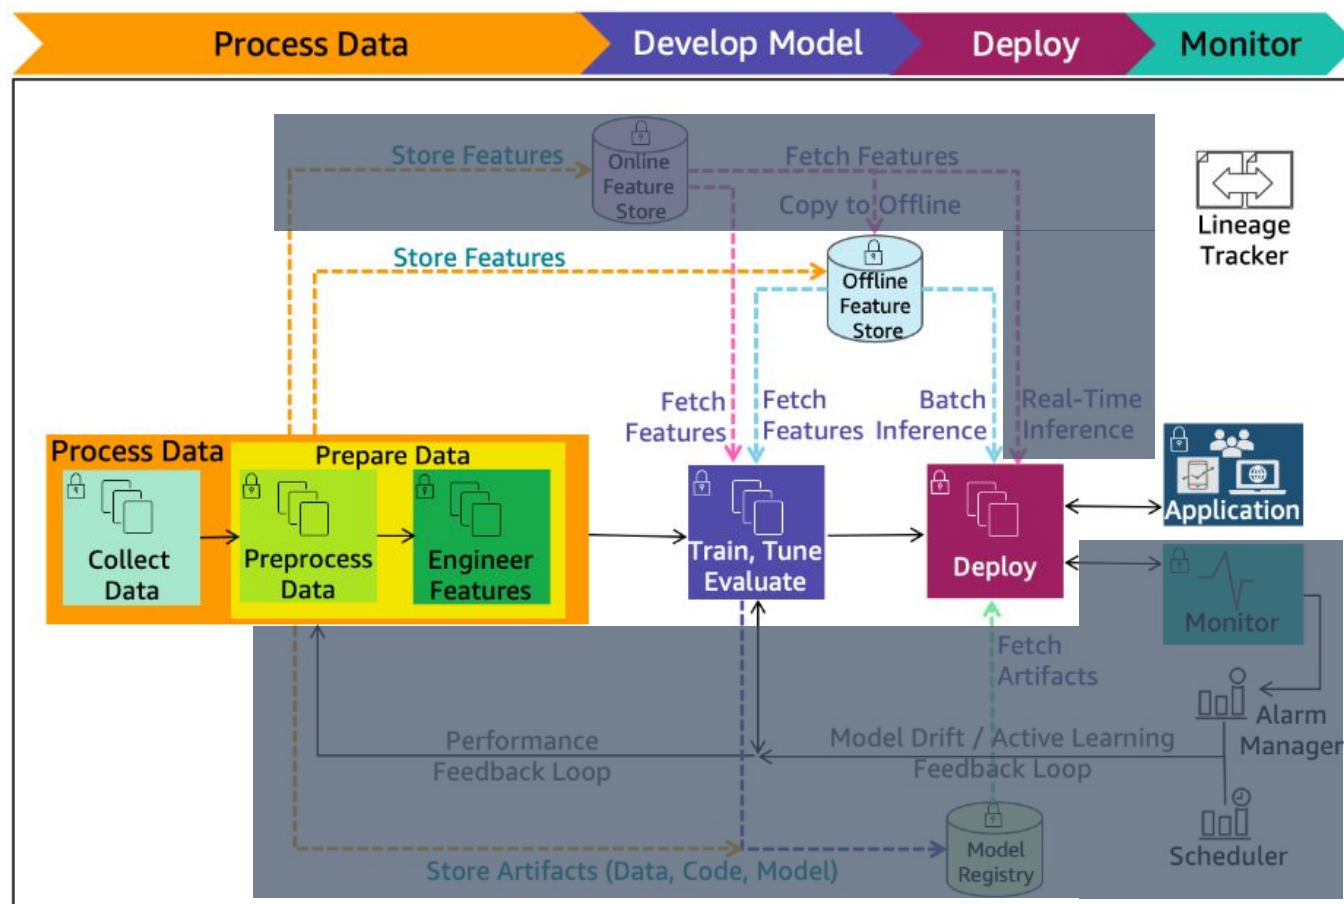 Process Data
Develop Model
Deploy
Monitor
Store Features
Online
Feature
Store
Fetch Features
Copy to Offline
Lineage
Tracker
Store Features
Offline
Feature
Store
Fetch
Features
Fetch
Features
Batch
Inference
Real-Time
Inference
Process Data
Prepare Data
Collect
Data
Preprocess
Data
Engineer
Features
Train, Tune
Evaluate
Deploy
Application
Monitor
Fetch
Artifacts
Alarm
Manager
Performance
Feedback Loop
Model Drift / Active Learning
Feedback Loop
Scheduler
Model
Registry
Store Artifacts (Data, Code, Model)